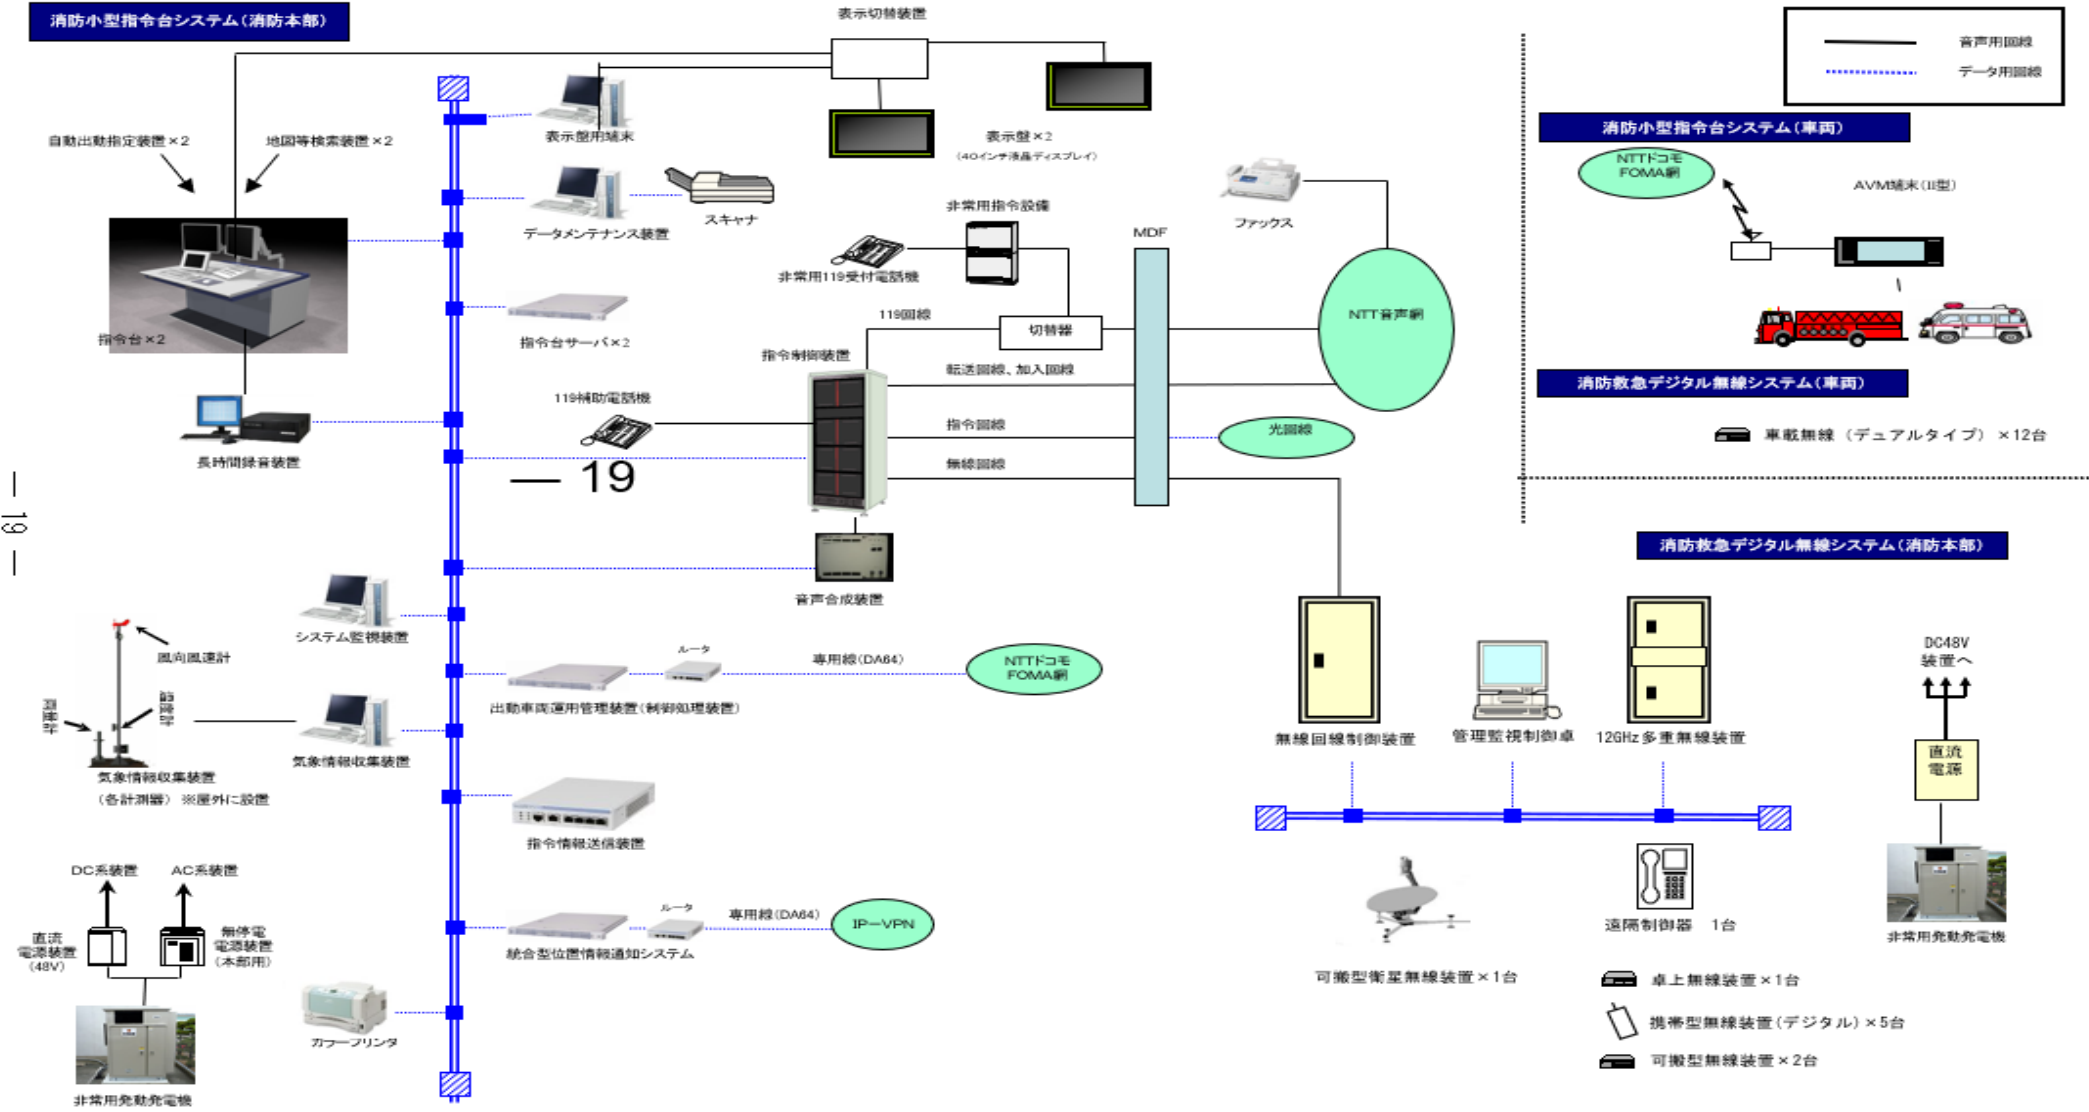 消防小型指令台システム(消防本部)
表示切替装置
音声用回線
データ用回線
自動出動指定装置×2
地図等検索装置×2
表示盤用端末
表示盤×2
(40インチ液晶ディスプレイ)
消防小型指令台システム(車両)
NTTドコモ
FOMA網
AVM端末(Ⅱ型)
データメンテナンス装置
スキャナ
非常用指令設備
ファックス
MDF
非常用119受付電話機
指令台×2
指令台サーバ×2
119回線
切替器
NTT音声網
指令制御装置
転送回線、加入回線
消防救急デジタル無線システム(車両)
119補助電話機
指令回線
光回線
車載無線（デュアルタイプ）×12台
長時間録音装置
無線回線
— 19
— 19 —
消防救急デジタル無線システム(消防本部)
音声合成装置
システム監視装置
風向風速計
雨量計
温度計
ルータ
専用線(DA64)
NTTドコモ
FOMA網
出動車両運用管理装置(制御処理装置)
DC48V
装置へ
無線回線制御装置
管理監視制御卓
12GHz多重無線装置
直流
電源
気象情報収集装置
気象情報収集装置
(各計測器) ※屋外に設置
指令情報送信装置
DC系装置
AC系装置
直流
電源装置
(48V)
無停電
電源装置
(本部用)
ルータ
専用線(DA64)
IP−VPN
統合型位置情報通知システム
遠隔制御器　1台
非常用発動発電機
可搬型衛星無線装置×1台
卓上無線装置×1台
携帯型無線装置(デジタル)×5台
可搬型無線装置×2台
カラープリンタ
非常用発動発電機